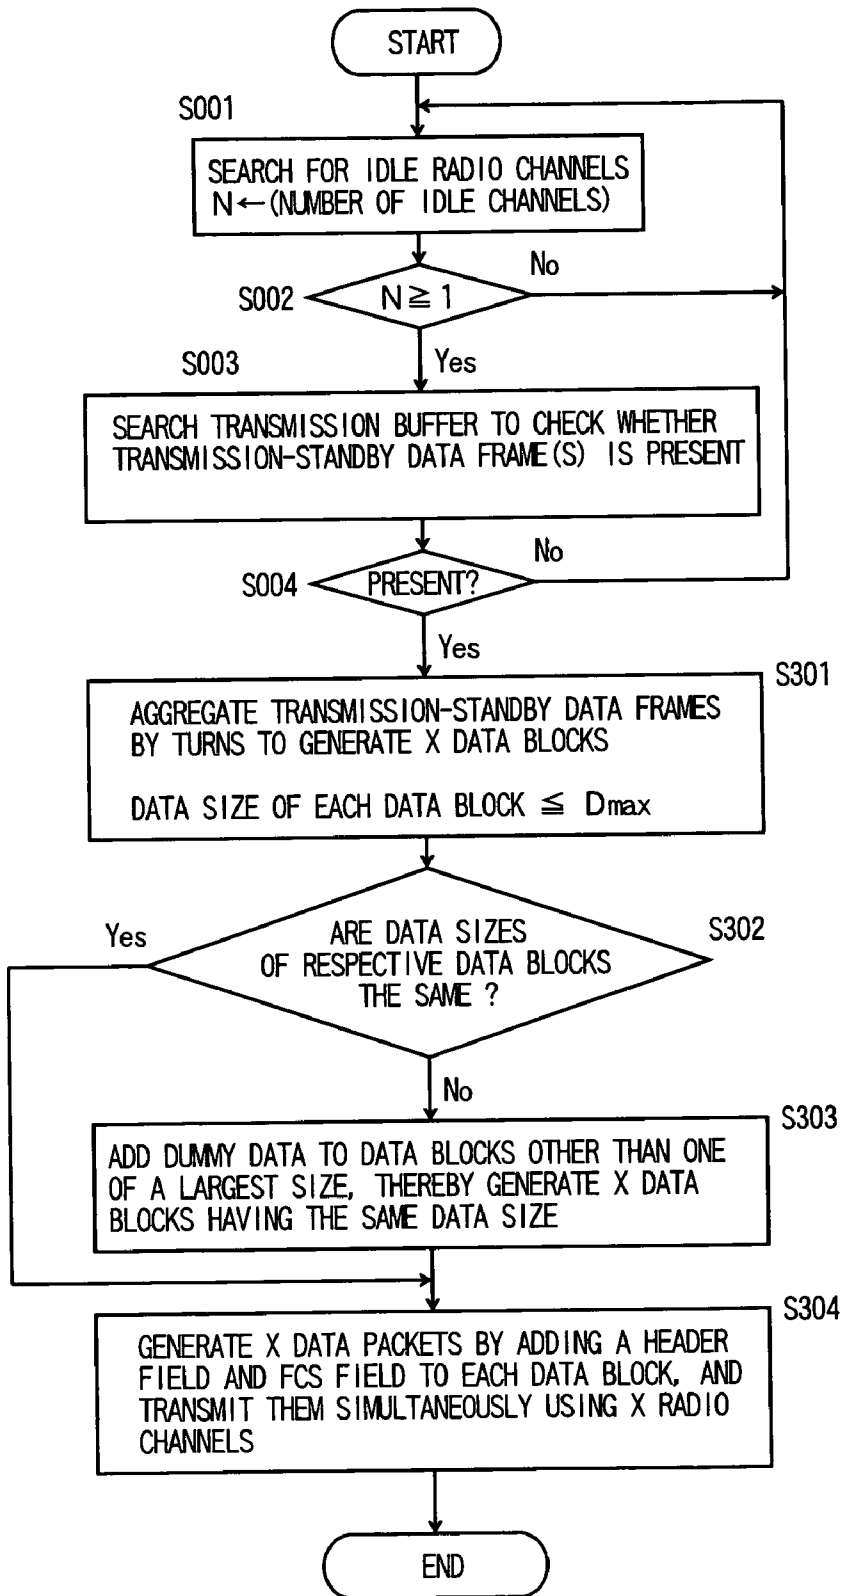 START
S001
SEARCH FOR IDLE RADIO CHANNELS
N←(NUMBER OF IDLE CHANNELS)
No
S002
N≧1
Yes
S003
SEARCH TRANSMISSION BUFFER TO CHECK WHETHER
TRANSMISSION-STANDBY DATA FRAME(S) IS PRESENT
No
S004
PRESENT?
Yes
S301
AGGREGATE TRANSMISSION-STANDBY DATA FRAMES
BY TURNS TO GENERATE X DATA BLOCKS
DATA SIZE OF EACH DATA BLOCK ≦ Dmax
Yes
S302
ARE DATA SIZES
OF RESPECTIVE DATA BLOCKS
THE SAME ?
No
S303
ADD DUMMY DATA TO DATA BLOCKS OTHER THAN ONE
OF A LARGEST SIZE, THEREBY GENERATE X DATA
BLOCKS HAVING THE SAME DATA SIZE
S304
GENERATE X DATA PACKETS BY ADDING A HEADER
FIELD AND FCS FIELD TO EACH DATA BLOCK, AND
TRANSMIT THEM SIMULTANEOUSLY USING X RADIO
CHANNELS
END